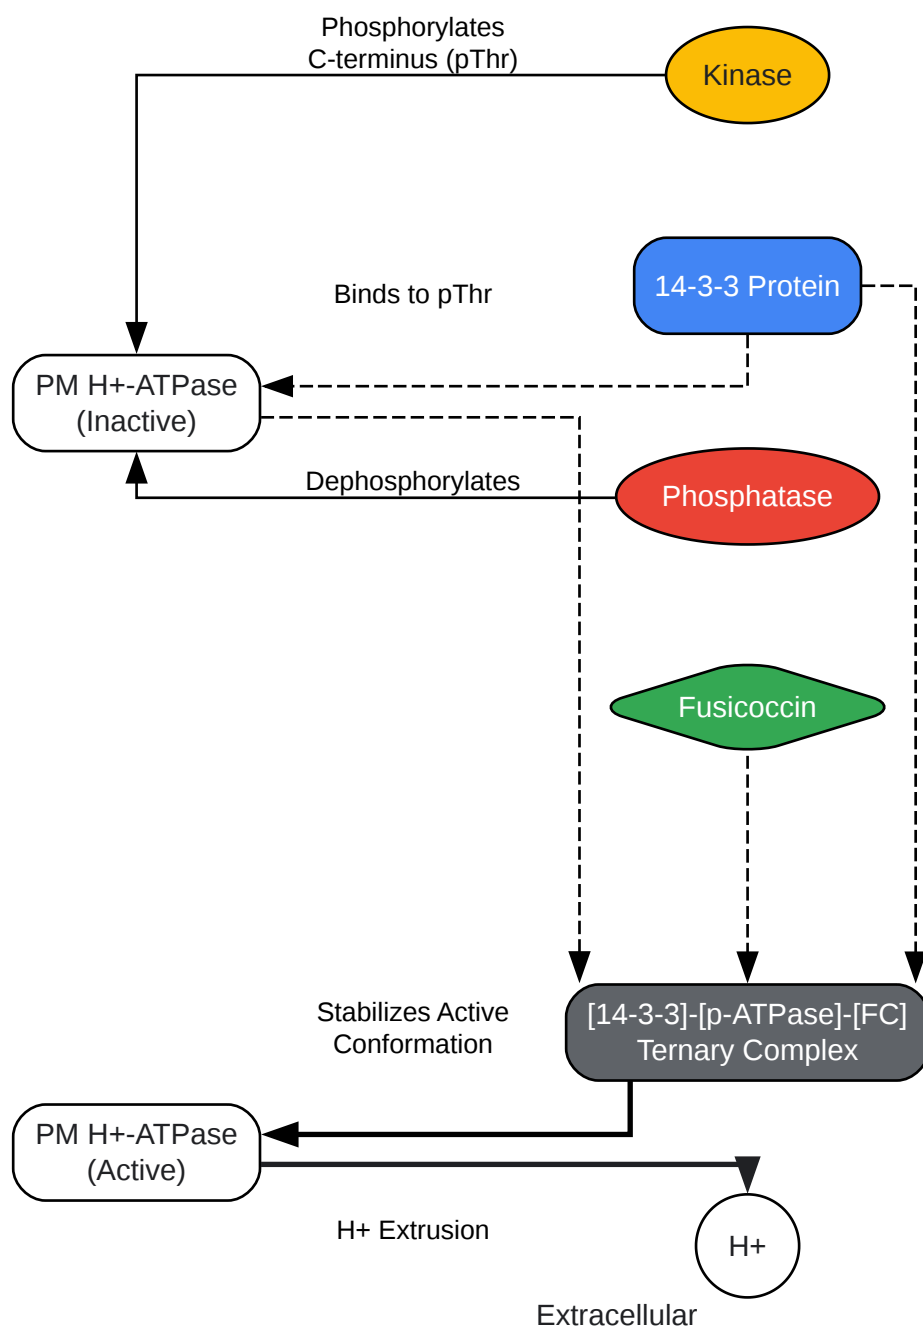 Phosphorylates
C-terminus (pThr)
Kinase
14-3-3 Protein
Binds to pThr
PM H+-ATPase
(Inactive)
Dephosphorylates
Phosphatase
Fusicoccin
[14-3-3]-[p-ATPase]-[FC]
Ternary Complex
Stabilizes Active
Conformation
PM H+-ATPase
(Active)
H+ Extrusion
H+
Extracellular